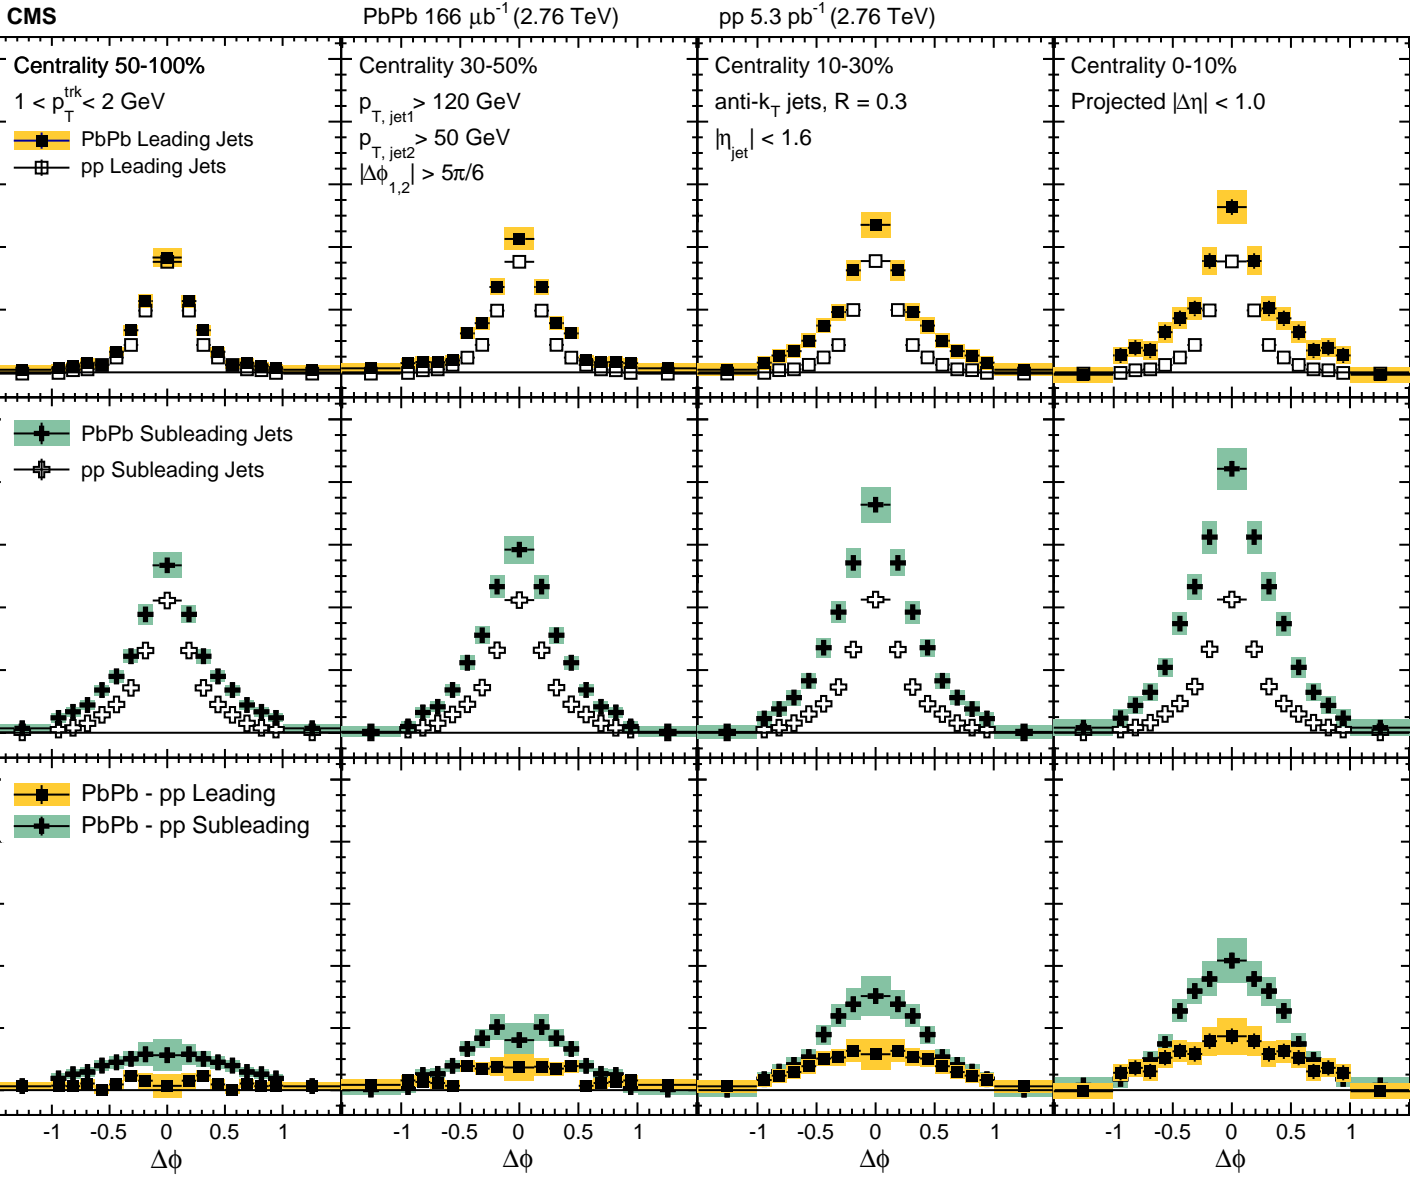 CMS PbPb 166 μb⁻¹ (2.76 TeV) pp 5.3 pb⁻¹ (2.76 TeV)
Centrality 50-100%
1 < p_T^trk < 2 GeV
PbPb Leading Jets
pp Leading Jets
Centrality 30-50%
p_T, jet1 > 120 GeV
p_T, jet2 > 50 GeV
|Δϕ_1,2| > 5π/6
Centrality 10-30%
anti-k_T jets, R = 0.3
|η_jet| < 1.6
Centrality 0-10%
Projected |Δη| < 1.0
PbPb Subleading Jets
pp Subleading Jets
PbPb - pp Leading
PbPb - pp Subleading
-1 -0.5 0 0.5 1 -1 -0.5 0 0.5 1 -1 -0.5 0 0.5 1 -1 -0.5 0 0.5 1
Δϕ Δϕ Δϕ Δϕ